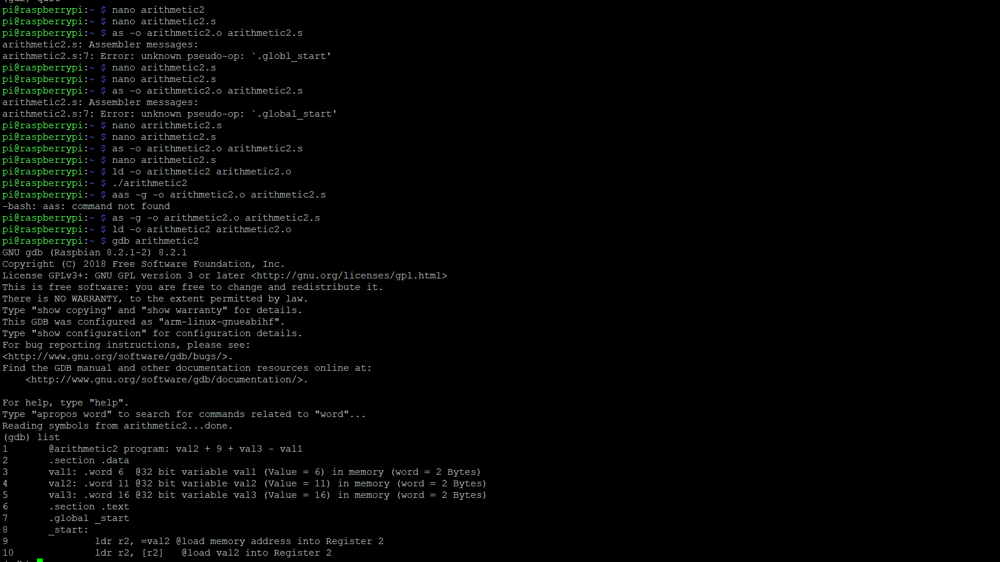 (gdb) quit
pi@raspberrypi:~ $ nano arithmetic2
pi@raspberrypi:~ $ nano arithmetic2.s
pi@raspberrypi:~ $ as -o arithmetic2.o arithmetic2.s
arithmetic2.s: Assembler messages:
arithmetic2.s:7: Error: unknown pseudo-op: `.globl_start'
pi@raspberrypi:~ $ nano arithmetic2.s
pi@raspberrypi:~ $ nano arithmetic2.s
pi@raspberrypi:~ $ as -o arithmetic2.o arithmetic2.s
arithmetic2.s: Assembler messages:
arithmetic2.s:7: Error: unknown pseudo-op: `.global_start'
pi@raspberrypi:~ $ nano arrithmetic2.s
pi@raspberrypi:~ $ nano arithmetic2.s
pi@raspberrypi:~ $ as -o arithmetic2.o arithmetic2.s
pi@raspberrypi:~ $ nano arithmetic2.s
pi@raspberrypi:~ $ ld -o arithmetic2 arithmetic2.o
pi@raspberrypi:~ $ ./arithmetic2
pi@raspberrypi:~ $ aas -g -o arithmetic2.o arithmetic2.s
-bash: aas: command not found
pi@raspberrypi:~ $ as -g -o arithmetic2.o arithmetic2.s
pi@raspberrypi:~ $ ld -o arithmetic2 arithmetic2.o
pi@raspberrypi:~ $ gdb arithmetic2
GNU gdb (Raspbian 8.2.1-2) 8.2.1
Copyright (C) 2018 Free Software Foundation, Inc.
License GPLv3+: GNU GPL version 3 or later <http://gnu.org/licenses/gpl.html>
This is free software: you are free to change and redistribute it.
There is NO WARRANTY, to the extent permitted by law.
Type "show copying" and "show warranty" for details.
This GDB was configured as "arm-linux-gnueabihf".
Type "show configuration" for configuration details.
For bug reporting instructions, please see:
<http://www.gnu.org/software/gdb/bugs/>.
Find the GDB manual and other documentation resources online at:
    <http://www.gnu.org/software/gdb/documentation/>.
For help, type "help".
Type "apropos word" to search for commands related to "word"...
Reading symbols from arithmetic2...done.
(gdb) list
1       @arithmetic2 program: val2 + 9 + val3 - val1
2       .section .data
3       val1: .word 6  @32 bit variable val1 (Value = 6) in memory (word = 2 Bytes)
4       val2: .word 11 @32 bit variable val2 (Value = 11) in memory (word = 2 Bytes)
5       val3: .word 16 @32 bit variable val3 (Value = 16) in memory (word = 2 Bytes)
6       .section .text
7       .global _start
8       _start:
9               ldr r2, =val2 @load memory address into Register 2
10              ldr r2, [r2]   @load val2 into Register 2